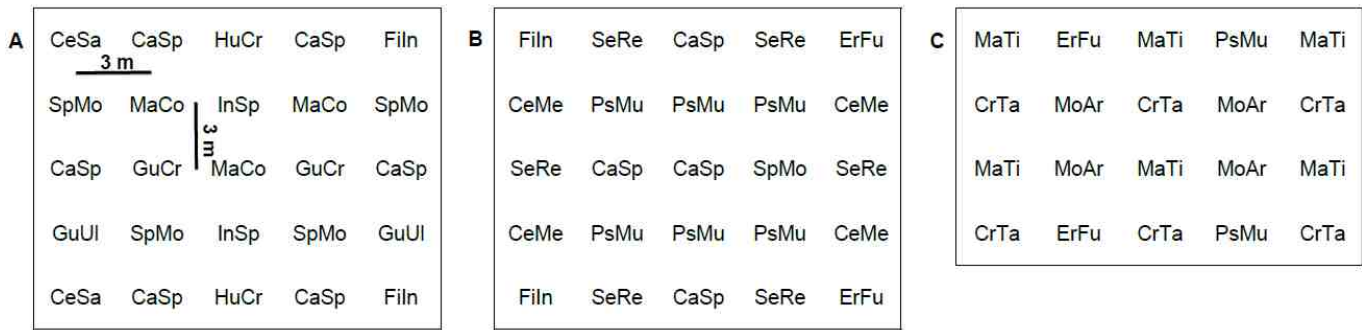 A
CeSa CaSp HuCr CaSp FiIn
3 m
SpMo MaCo InSp MaCo SpMo
3 m
CaSp GuCr MaCo GuCr CaSp
GuUl SpMo InSp SpMo GuUl
CeSa CaSp HuCr CaSp FiIn
B
FiIn SeRe CaSp SeRe ErFu
CeMe PsMu PsMu PsMu CeMe
SeRe CaSp CaSp SpMo SeRe
CeMe PsMu PsMu PsMu CeMe
FiIn SeRe CaSp SeRe ErFu
C
MaTi ErFu MaTi PsMu MaTi
CrTa MoAr CrTa MoAr CrTa
MaTi MoAr MaTi MoAr MaTi
CrTa ErFu CrTa PsMu CrTa